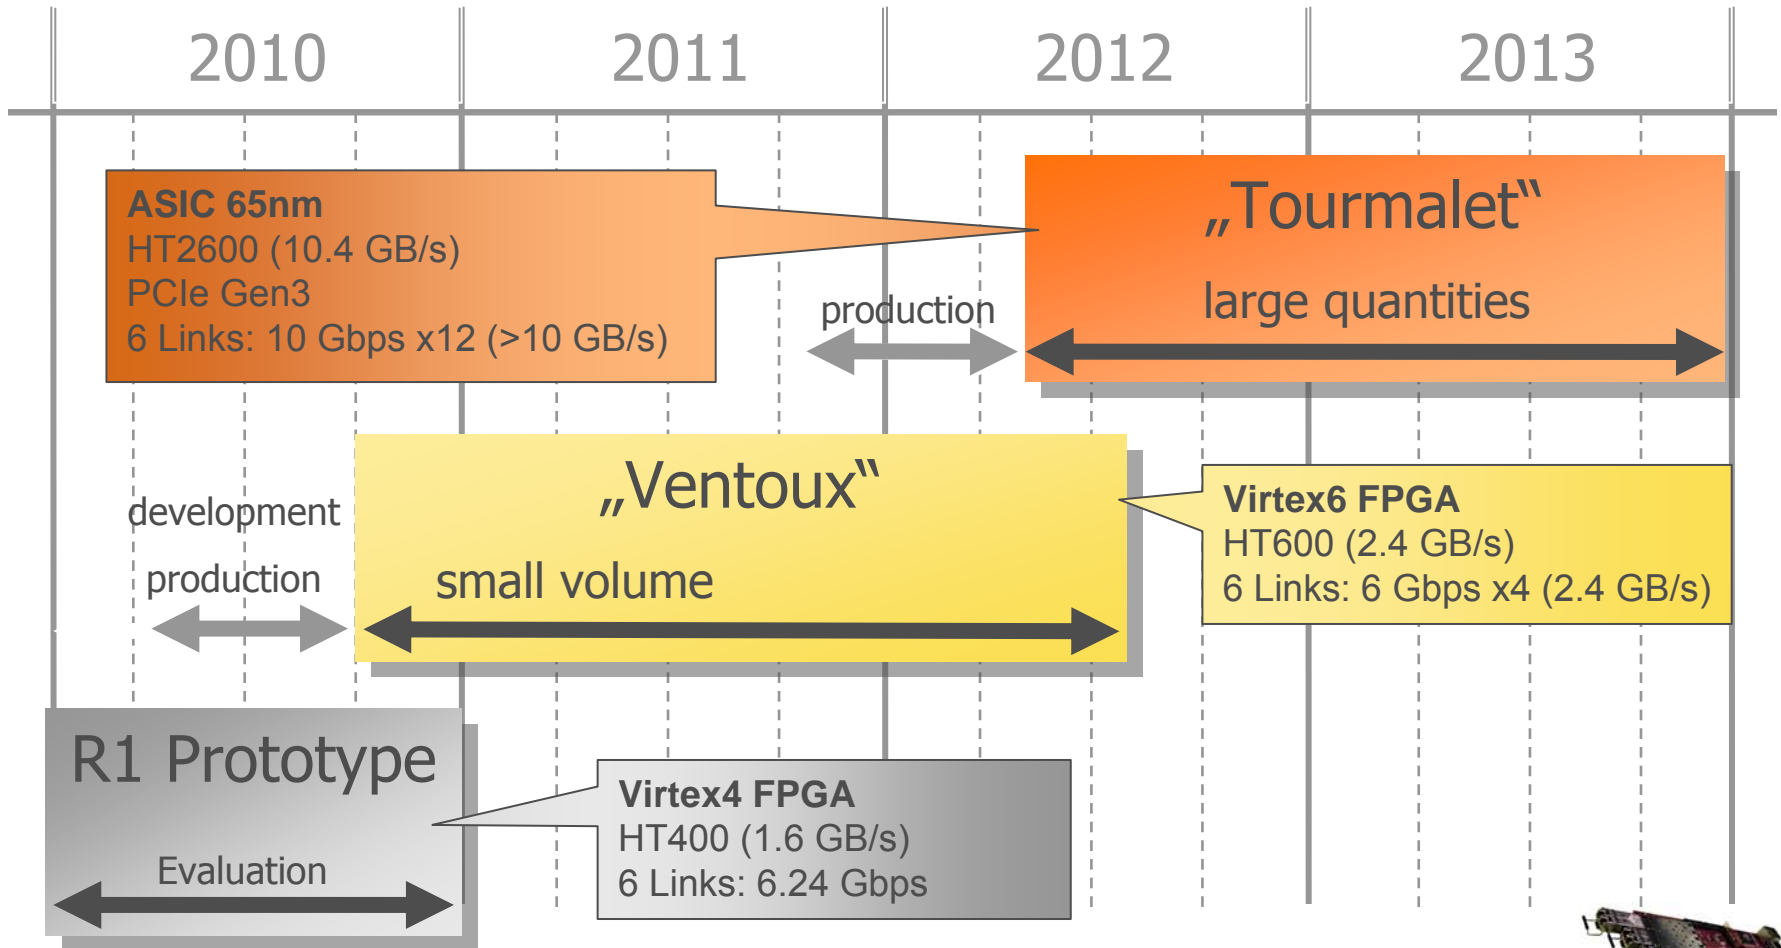 2010 2011 2012 2013
ASIC 65nm
HT2600 (10.4 GB/s)
PCIe Gen3
6 Links: 10 Gbps x12 (>10 GB/s)
production
„Tourmalet“
large quantities
development
production
„Ventoux“
small volume
Virtex6 FPGA
HT600 (2.4 GB/s)
6 Links: 6 Gbps x4 (2.4 GB/s)
R1 Prototype
Evaluation
Virtex4 FPGA
HT400 (1.6 GB/s)
6 Links: 6.24 Gbps